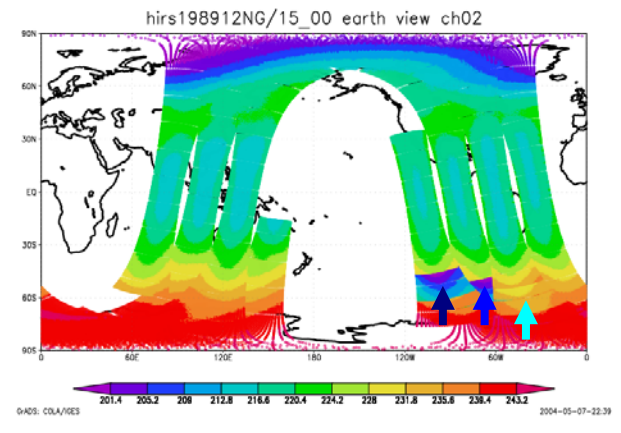 hirs198912NG/15_00 earth view ch02
90N
60N
30N
EQ
30S
60S
90S
0 60E 120E 180 120W 60W 0
201.4 205.2 209 212.8 216.6 220.4 224.2 228 231.8 235.6 239.4 243.2
GrADS: COLA/IGES 2004-05-07-22:39